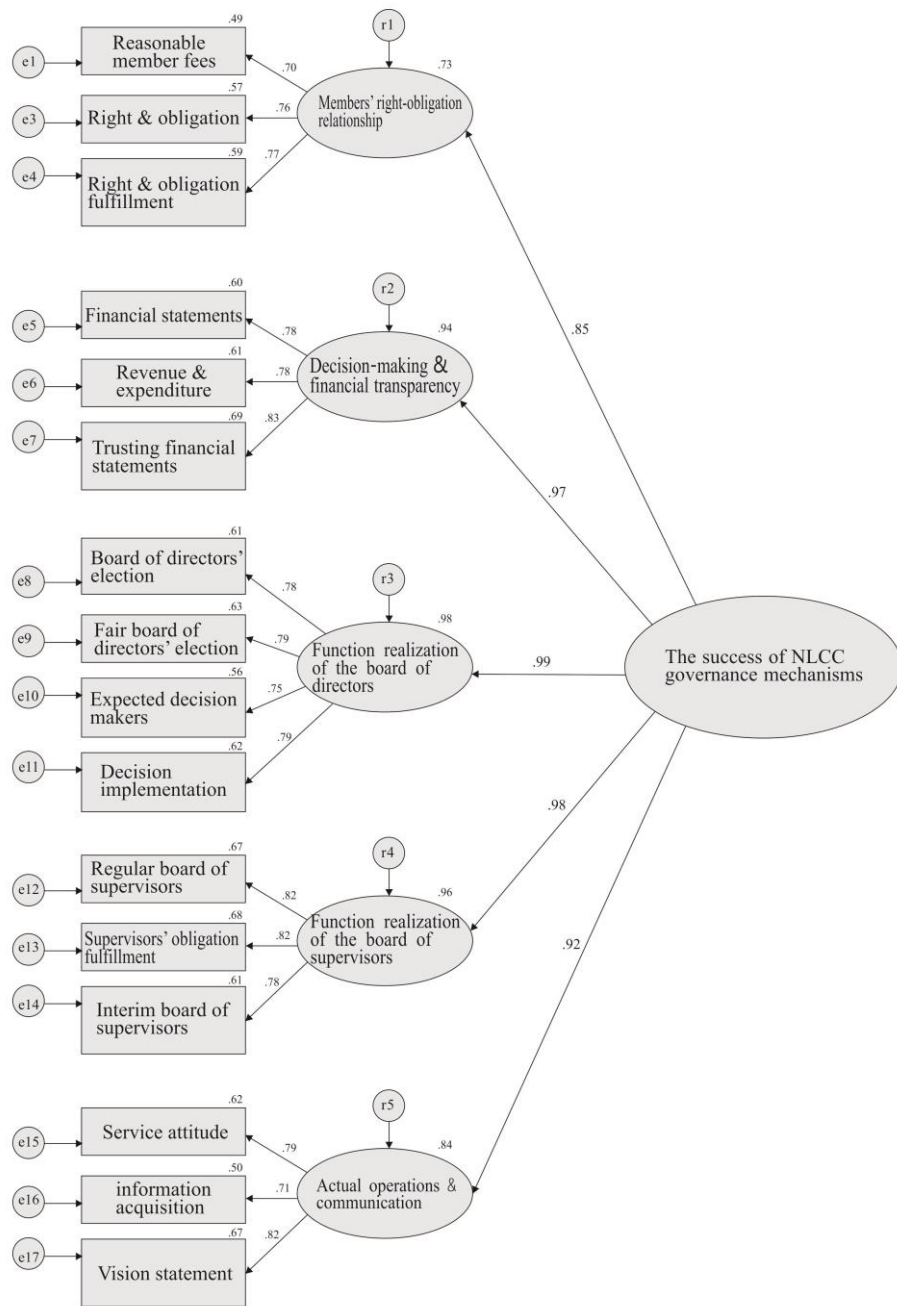 .49
e1
Reasonable
member fees
.70
r1
.73
.57
e3
Right & obligation
.76
Members’ right-obligation
relationship
.59
e4
Right & obligation
fulfillment
.77
.85
.60
e5
Financial statements
.78
r2
.94
.61
e6
Revenue &
expenditure
.78
Decision-making &
financial transparency
.69
e7
Trusting financial
statements
.83
.97
.61
e8
Board of directors’
election
.78
r3
.98
.63
e9
Fair board of
directors’ election
.79
Function realization
of the board of
directors
.99
The success of NLCC
governance mechanisms
.56
e10
Expected decision
makers
.75
.62
e11
Decision
implementation
.79
.98
.67
e12
Regular board of
supervisors
.82
r4
.96
.68
e13
Supervisors’ obligation
fulfillment
.82
Function realization
of the board of
supervisors
.61
e14
Interim board of
supervisors
.78
.92
.62
e15
Service attitude
.79
r5
.84
.50
e16
information
acquisition
.71
Actual operations &
communication
.67
e17
Vision statement
.82